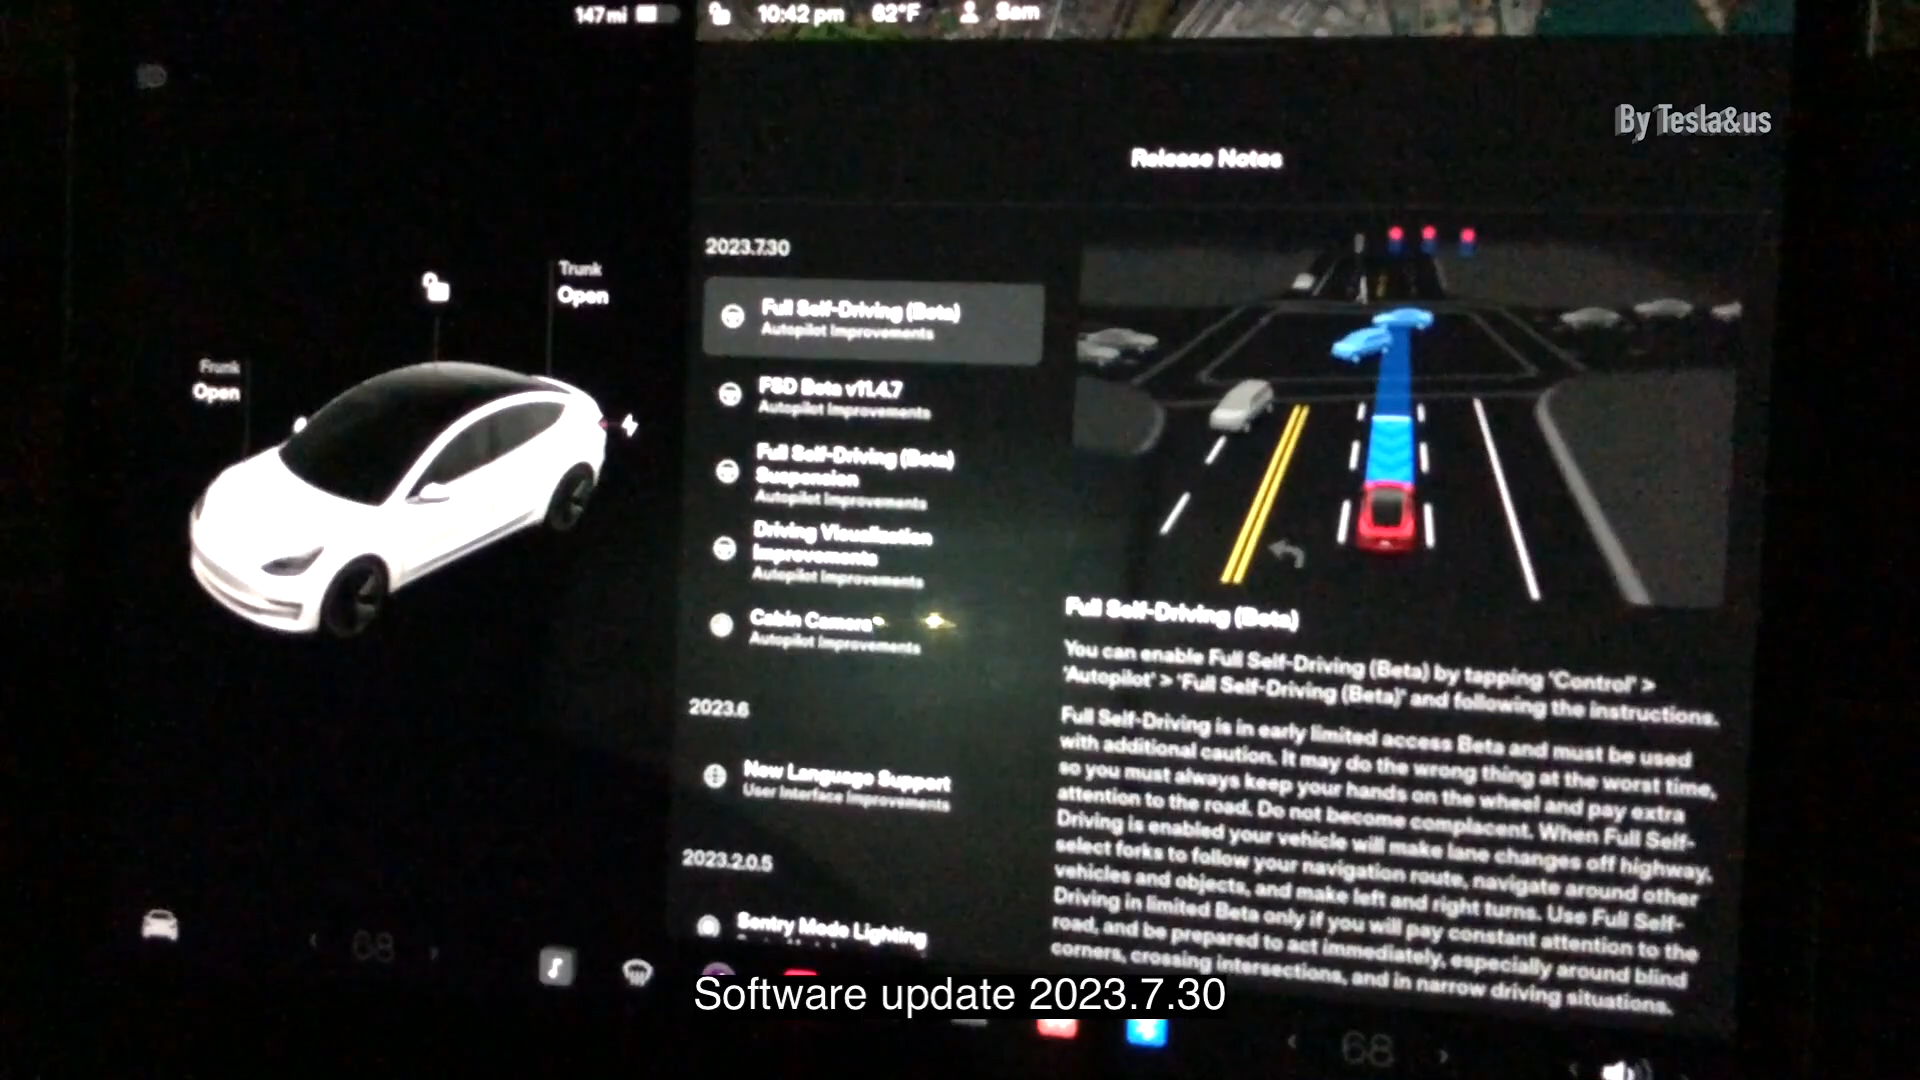 147 mi
10:42 pm
62°F
Sam
By Tesla&us
Release Notes
Trunk
Open
Frunk
Open
2023.7.30
Full Self-Driving (Beta)
Autopilot Improvements
FSD Beta v11.4.7
Autopilot Improvements
Full Self-Driving (Beta)
Suspension
Autopilot Improvements
Driving Visualization
Improvements
Autopilot Improvements
Cabin Camera
Autopilot Improvements
2023.6
New Language Support
User Interface Improvements
2023.2.0.5
Sentry Mode Lighting
Full Self-Driving (Beta)
You can enable Full Self-Driving (Beta) by tapping 'Control' >
'Autopilot' > 'Full Self-Driving (Beta)' and following the instructions.
Full Self-Driving is in early limited access Beta and must be used
with additional caution. It may do the wrong thing at the worst time,
so you must always keep your hands on the wheel and pay extra
attention to the road. Do not become complacent. When Full Self-
Driving is enabled your vehicle will make lane changes off highway,
select forks to follow your navigation route, navigate around other
vehicles and objects, and make left and right turns. Use Full Self-
Driving in limited Beta only if you will pay constant attention to the
road, and be prepared to act immediately, especially around blind
corners, crossing intersections, and in narrow driving situations.
68
Software update 2023.7.30
68